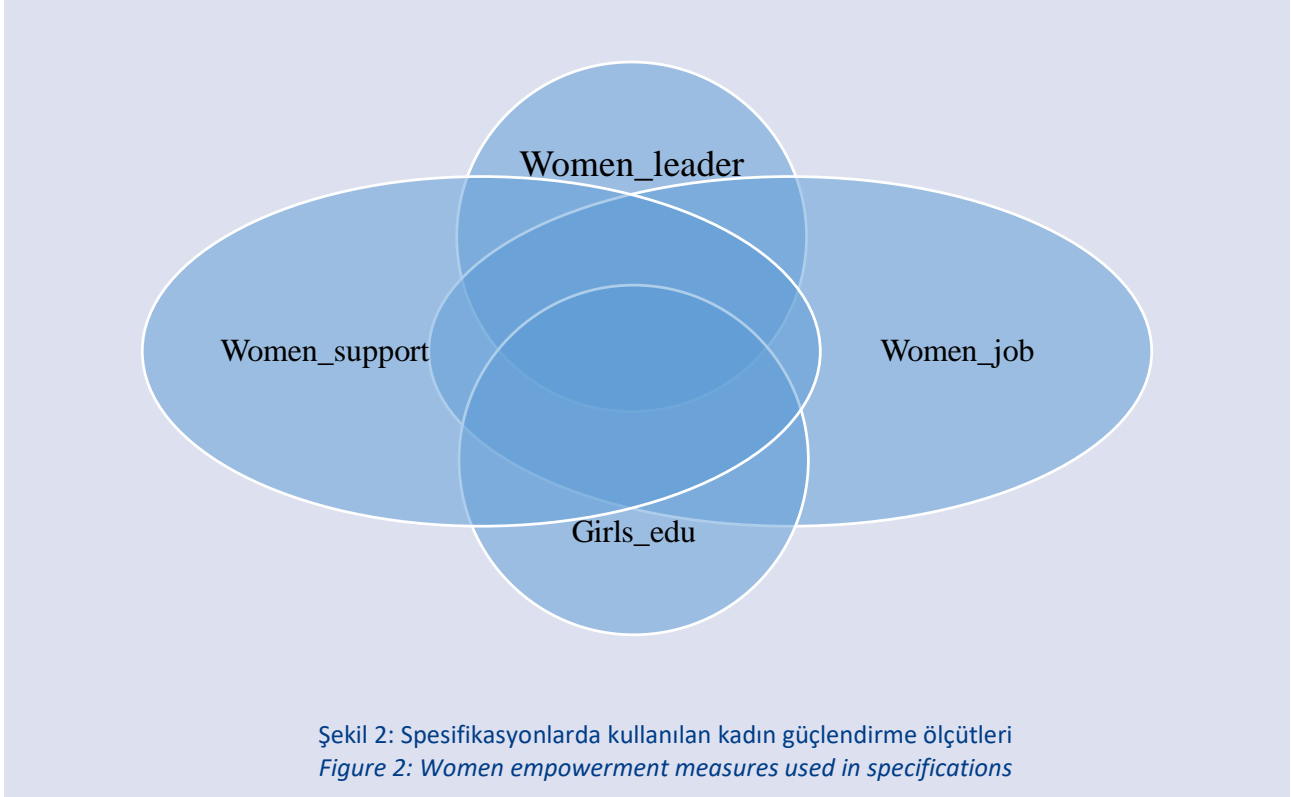 Women_leader
Women_support
Women_job
Girls_edu
Şekil 2: Spesifikasyonlarda kullanılan kadın güçlendirme ölçütleri
Figure 2: Women empowerment measures used in specifications